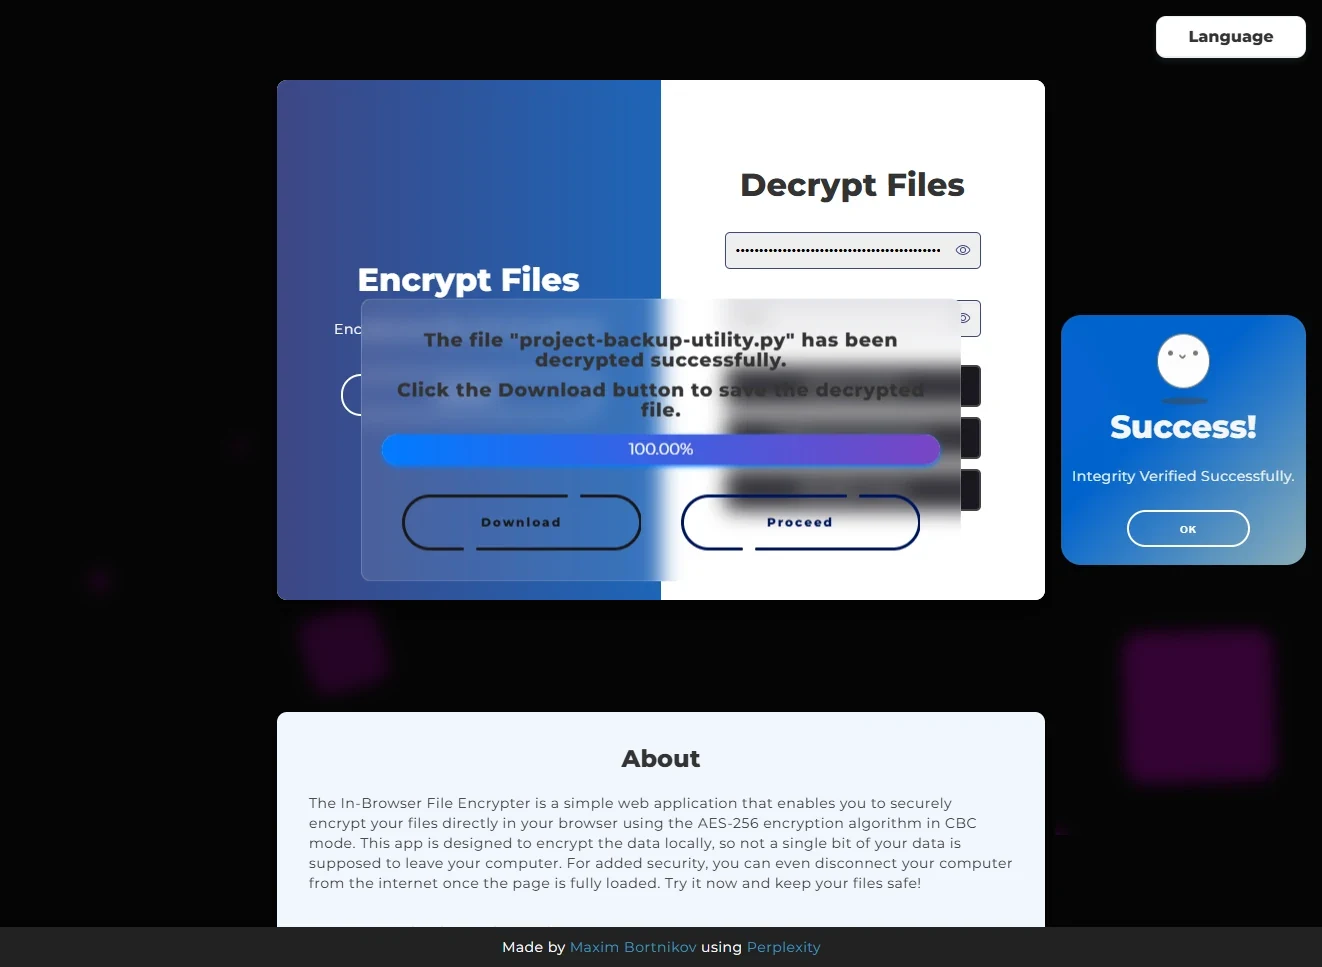 Language
Decrypt Files
Encrypt Files
Enc
The file "project-backup-utility.py" has been
decrypted successfully.
Click the Download button to save the decrypted
file.
100.00%
Download
Proceed
Success!
Integrity Verified Successfully.
OK
About
The In-Browser File Encrypter is a simple web application that enables you to securely
encrypt your files directly in your browser using the AES-256 encryption algorithm in CBC
mode. This app is designed to encrypt the data locally, so not a single bit of your data is
supposed to leave your computer. For added security, you can even disconnect your computer
from the internet once the page is fully loaded. Try it now and keep your files safe!
Made by Maxim Bortnikov using Perplexity